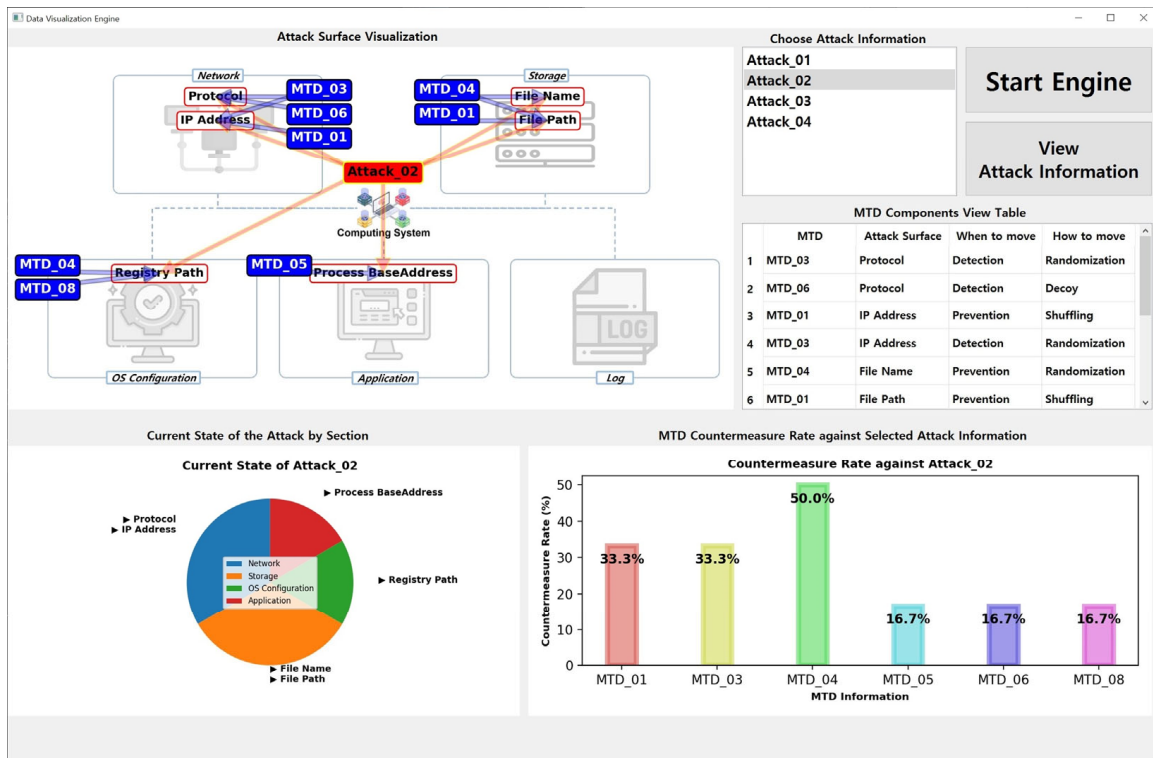 Data Visualization Engine
Attack Surface Visualization
Network
Protocol
IP Address
MTD_03
MTD_06
MTD_01
Storage
MTD_04
MTD_01
File Name
File Path
Attack_02
Computing System
MTD_04
MTD_08
Registry Path
MTD_05
Process BaseAddress
LOG
OS Configuration
Application
Log
Choose Attack Information
Attack_01
Attack_02
Attack_03
Attack_04
Start Engine
View
Attack Information
MTD Components View Table
MTD Attack Surface When to move How to move
1 MTD_03 Protocol Detection Randomization
2 MTD_06 Protocol Detection Decoy
3 MTD_01 IP Address Prevention Shuffling
4 MTD_03 IP Address Detection Randomization
5 MTD_04 File Name Prevention Randomization
6 MTD_01 File Path Prevention Shuffling
Current State of the Attack by Section
Current State of Attack_02
▶ Process BaseAddress
▶ Protocol
▶ IP Address
Network
Storage
OS Configuration
Application
▶ Registry Path
▶ File Name
▶ File Path
MTD Countermeasure Rate against Selected Attack Information
Countermeasure Rate against Attack_02
Countermeasure Rate (%)
50
40
30
20
10
0
33.3%
33.3%
50.0%
16.7%
16.7%
16.7%
MTD_01 MTD_03 MTD_04 MTD_05 MTD_06 MTD_08
MTD Information